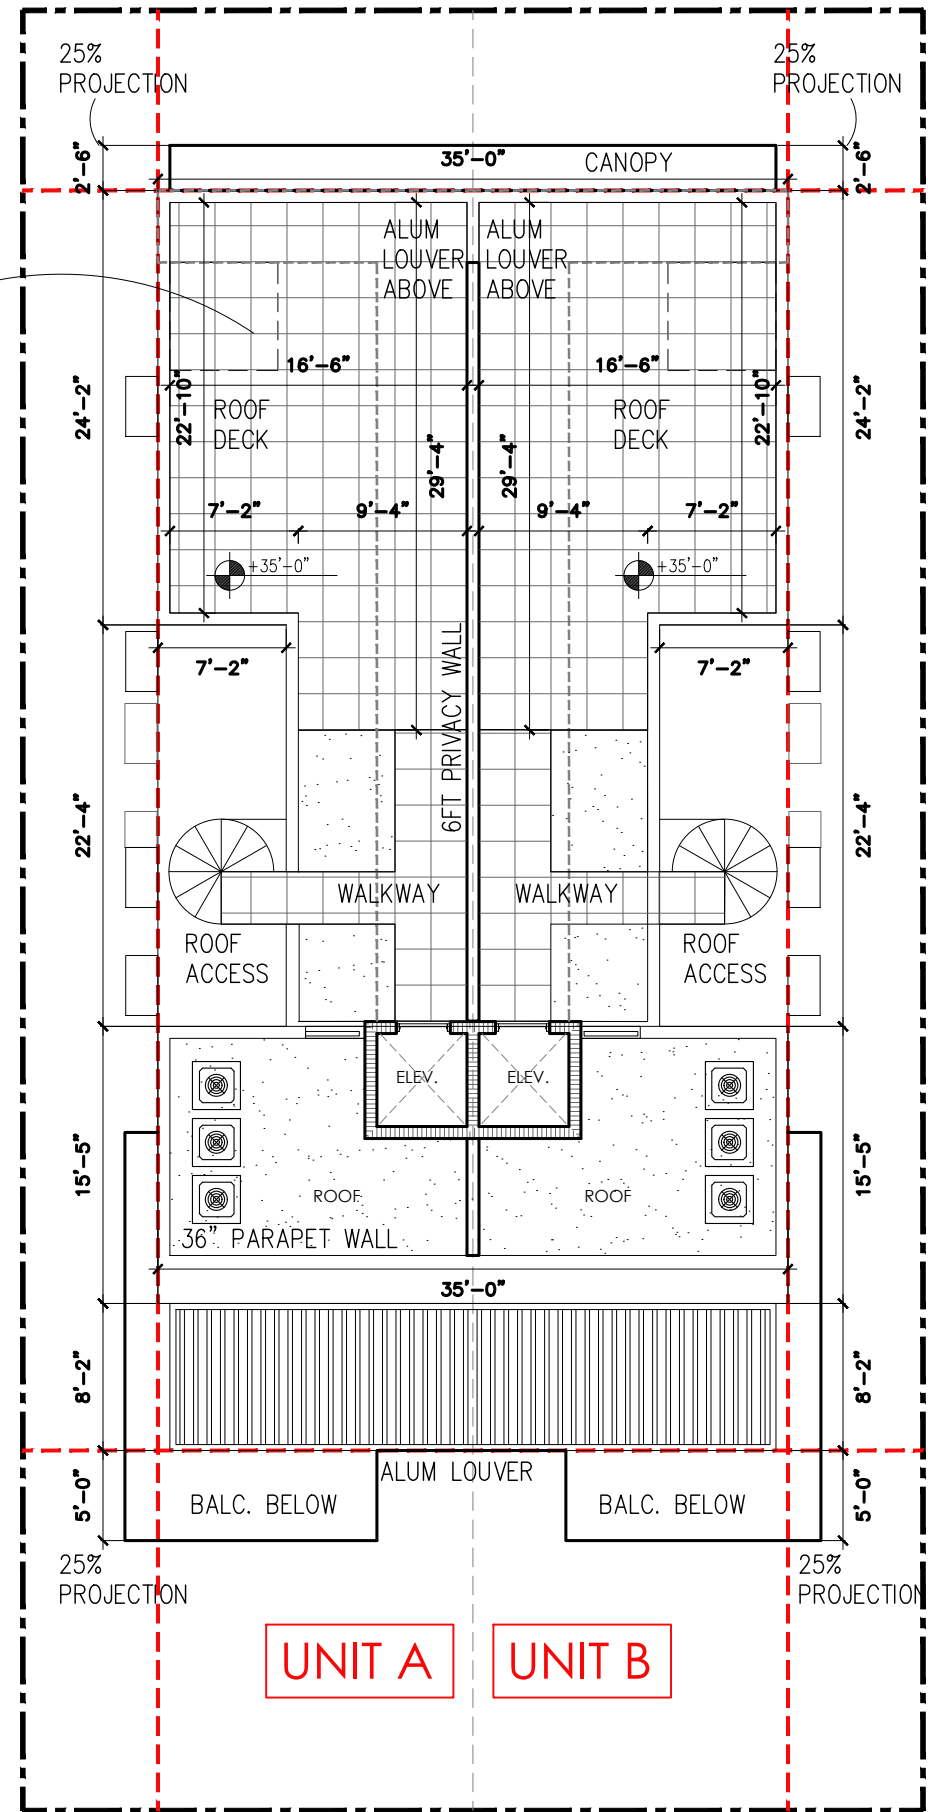 25%
PROJECTION
25%
PROJECTION
2'-6"
35'-0"
CANOPY
2'-6"
ALUM
LOUVER
ABOVE
ALUM
LOUVER
ABOVE
16'-6"
16'-6"
24'-2"
22'-10"
ROOF
DECK
ROOF
DECK
22'-10"
24'-2"
29'-4"
29'-4"
7'-2"
9'-4"
9'-4"
7'-2"
+35'-0"
+35'-0"
7'-2"
7'-2"
6FT PRIVACY WALL
22'-4"
22'-4"
WALKWAY
WALKWAY
ROOF
ACCESS
ROOF
ACCESS
ELEV.
ELEV.
15'-5"
15'-5"
ROOF
ROOF
36" PARAPET WALL
35'-0"
8'-2"
8'-2"
ALUM LOUVER
5'-0"
BALC. BELOW
BALC. BELOW
5'-0"
25%
PROJECTION
25%
PROJECTION
UNIT A
UNIT B